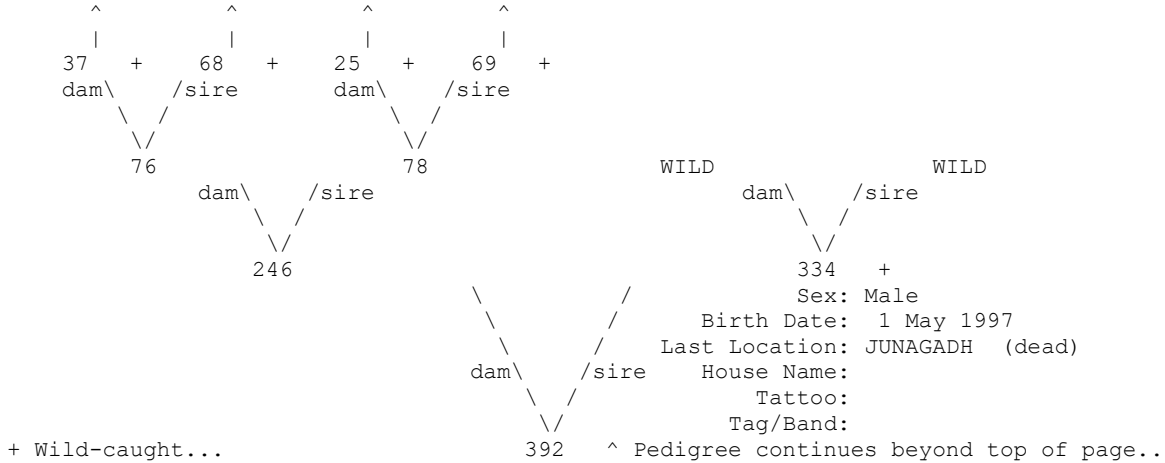 ^ ^ ^ ^
| | | |
37 + 68 + 25 + 69 +
dam\ /sire dam\ /sire
\ / \ /
\/ \/
76 78 WILD WILD
dam\ /sire dam\ /sire
\ / \ /
\/ \/
246 334 +
\ / Sex: Male
\ / Birth Date: 1 May 1997
\ / Last Location: JUNAGADH (dead)
dam\ /sire House Name:
\ / Tattoo:
\/ Tag/Band:
+ Wild-caught... 392 ^ Pedigree continues beyond top of page..